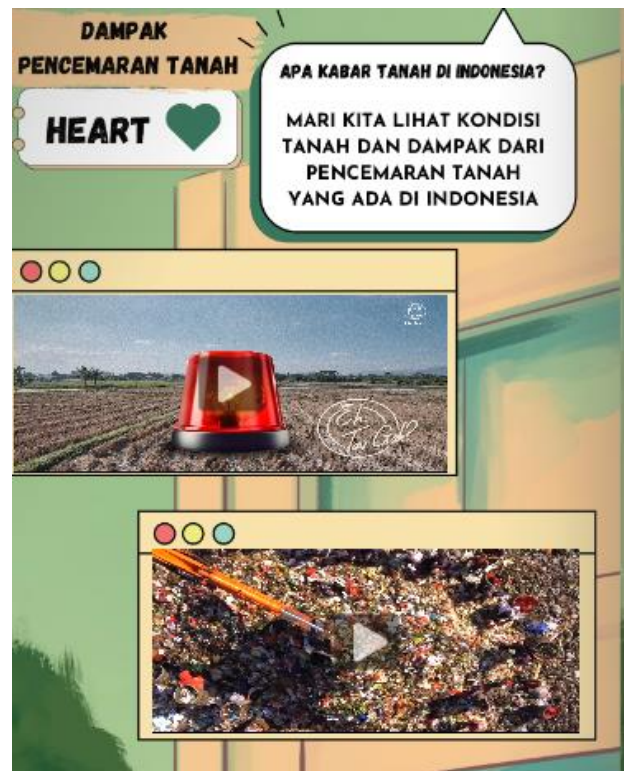 DAMPAK
PENCEMARAN TANAH
HEART
APA KABAR TANAH DI INDONESIA?
MARI KITA LIHAT KONDISI
TANAH DAN DAMPAK DARI
PENCEMARAN TANAH
YANG ADA DI INDONESIA